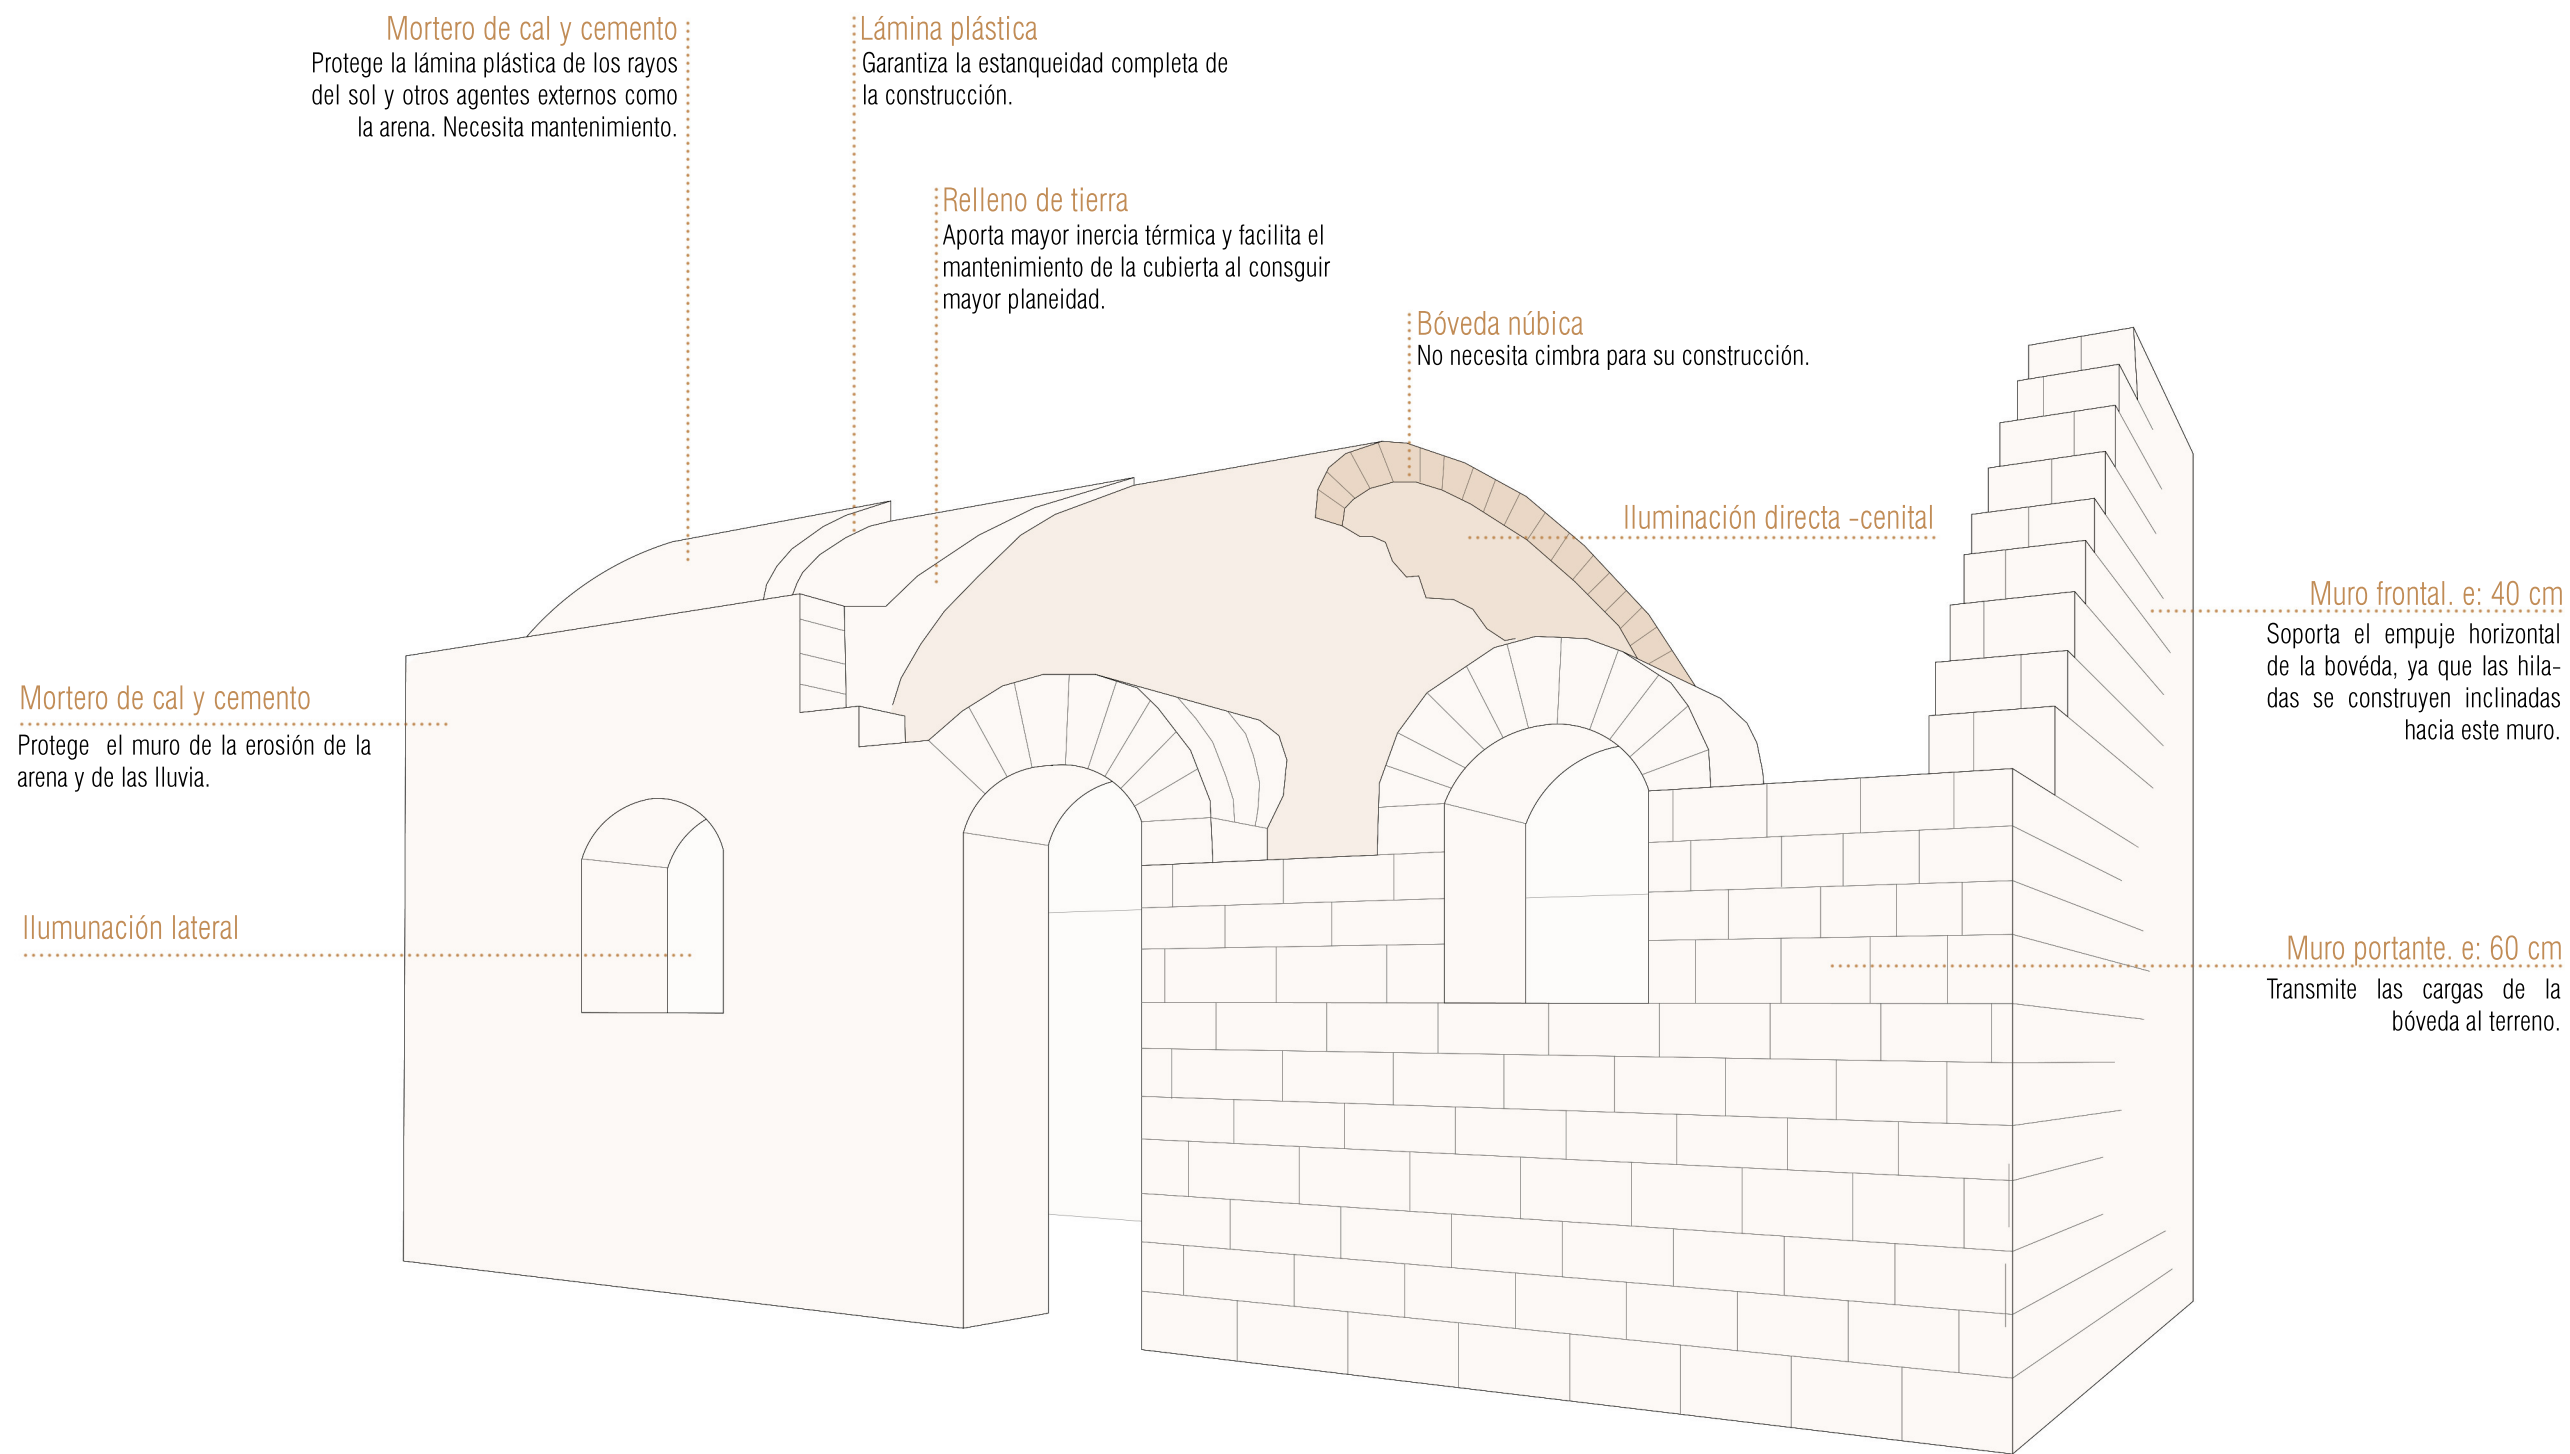 Mortero de cal y cemento
Protege la lámina plástica de los rayos
del sol y otros agentes externos como
la arena. Necesita mantenimiento.
Lámina plástica
Garantiza la estanqueidad completa de
la construcción.
Relleno de tierra
Aporta mayor inercia térmica y facilita el
mantenimiento de la cubierta al consguir
mayor planeidad.
Bóveda núbica
No necesita cimbra para su construcción.
Iluminación directa -cenital
Muro frontal. e: 40 cm
Soporta el empuje horizontal
de la bovéda, ya que las hila-
das se construyen inclinadas
hacia este muro.
Mortero de cal y cemento
Protege el muro de la erosión de la
arena y de las lluvia.
Ilumunación lateral
Muro portante. e: 60 cm
Transmite las cargas de la
bóveda al terreno.